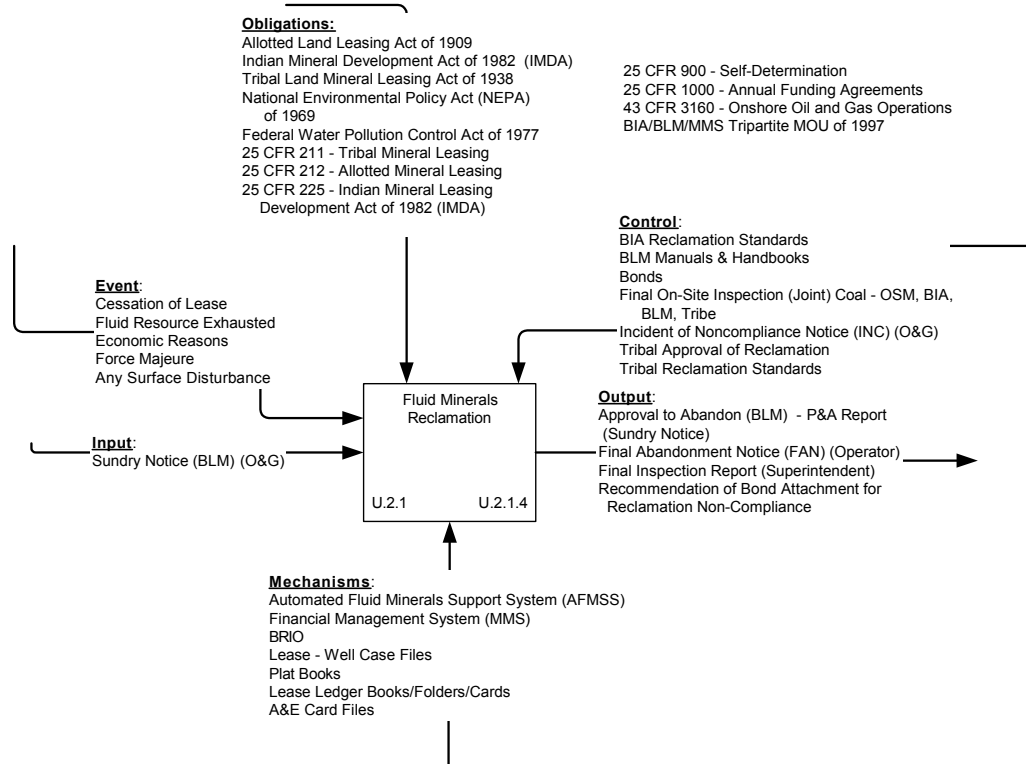 Obligations:
Allotted Land Leasing Act of 1909
Indian Mineral Development Act of 1982 (IMDA)
Tribal Land Mineral Leasing Act of 1938
National Environmental Policy Act (NEPA)
of 1969
Federal Water Pollution Control Act of 1977
25 CFR 211 - Tribal Mineral Leasing
25 CFR 212 - Allotted Mineral Leasing
25 CFR 225 - Indian Mineral Leasing
Development Act of 1982 (IMDA)
25 CFR 900 - Self-Determination
25 CFR 1000 - Annual Funding Agreements
43 CFR 3160 - Onshore Oil and Gas Operations
BIA/BLM/MMS Tripartite MOU of 1997
Control:
BIA Reclamation Standards
BLM Manuals & Handbooks
Bonds
Final On-Site Inspection (Joint) Coal - OSM, BIA,
BLM, Tribe
Incident of Noncompliance Notice (INC) (O&G)
Tribal Approval of Reclamation
Tribal Reclamation Standards
Event:
Cessation of Lease
Fluid Resource Exhausted
Economic Reasons
Force Majeure
Any Surface Disturbance
Input:
Sundry Notice (BLM) (O&G)
Fluid Minerals
Reclamation
U.2.1
U.2.1.4
Output:
Approval to Abandon (BLM) - P&A Report
(Sundry Notice)
Final Abandonment Notice (FAN) (Operator)
Final Inspection Report (Superintendent)
Recommendation of Bond Attachment for
Reclamation Non-Compliance
Mechanisms:
Automated Fluid Minerals Support System (AFMSS)
Financial Management System (MMS)
BRIO
Lease - Well Case Files
Plat Books
Lease Ledger Books/Folders/Cards
A&E Card Files